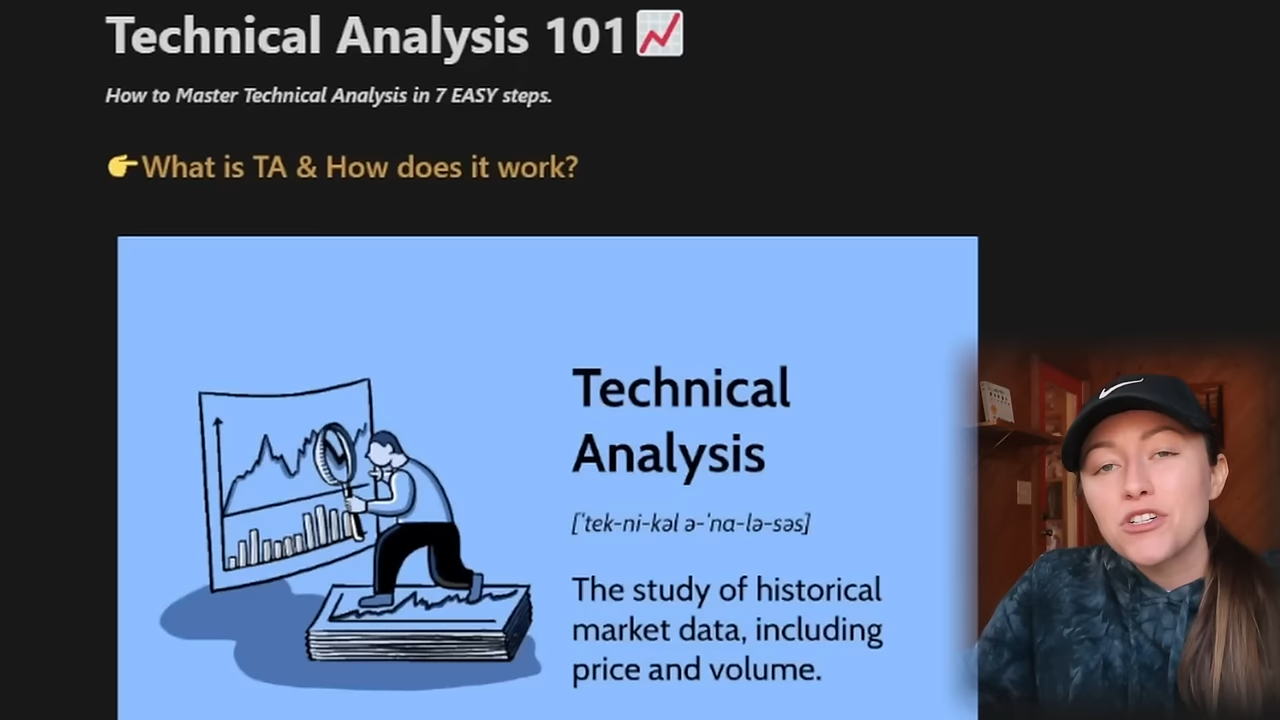 Technical Analysis 101📈
How to Master Technical Analysis in 7 EASY steps.
👉What is TA & How does it work?
Technical
Analysis
[ˈtek-ni-kəl ə-ˈnɑ-lə-səs]
The study of historical
market data, including
price and volume.